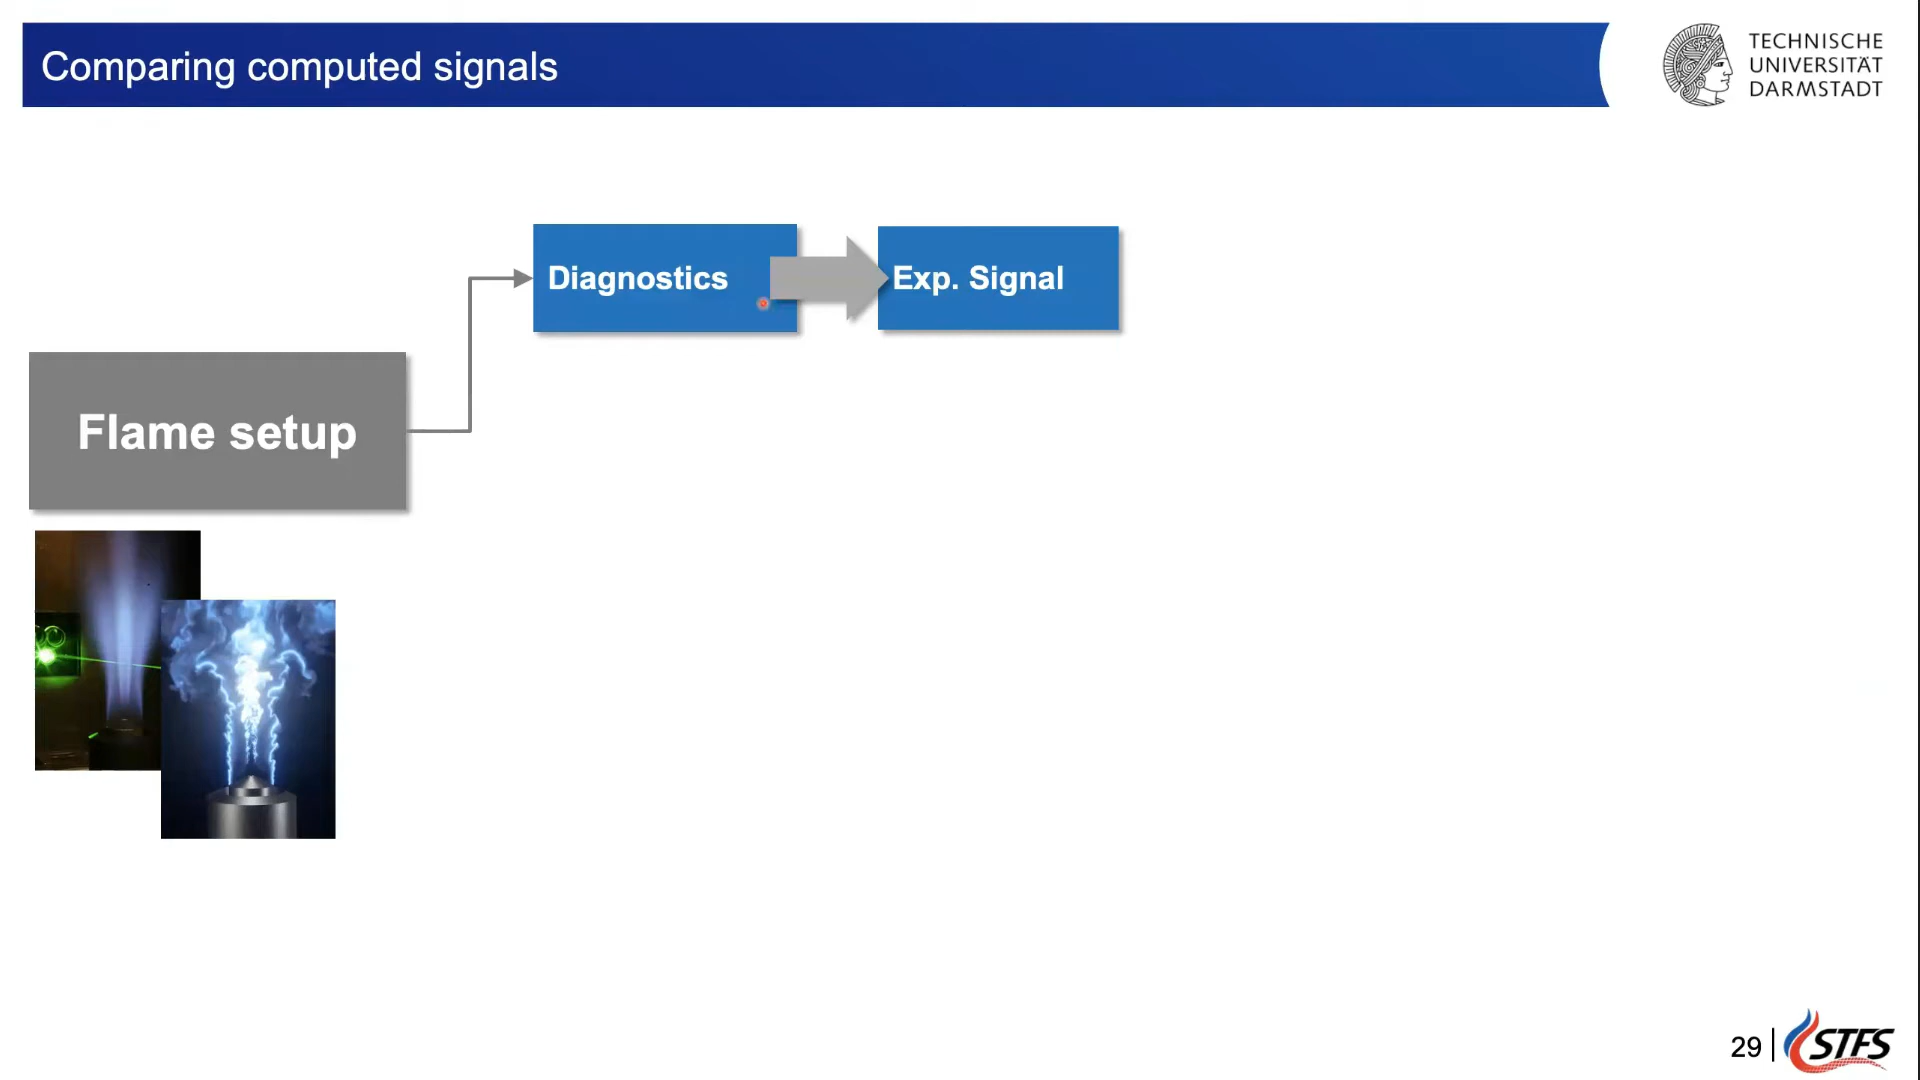 Comparing computed signals
TECHNISCHE
UNIVERSITÄT
DARMSTADT
Diagnostics
Exp. Signal
Flame setup
29
STFS